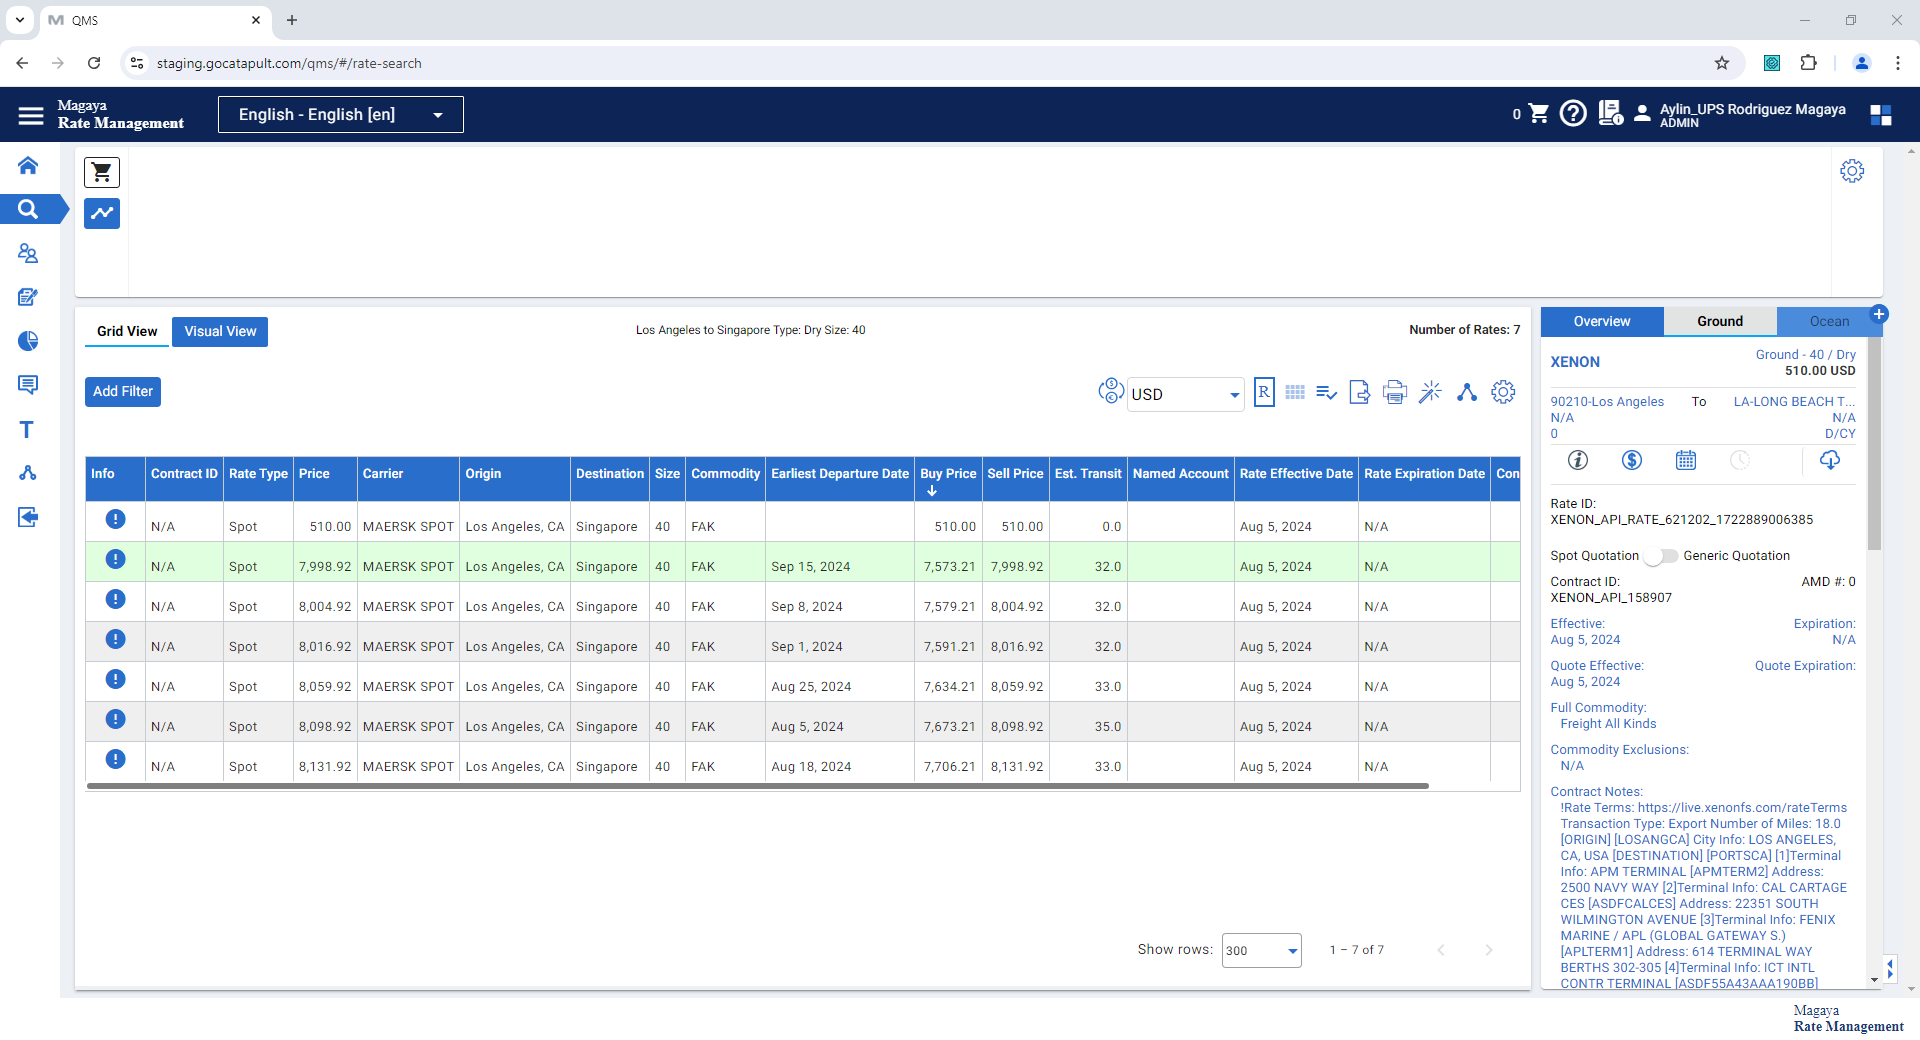 QMS
staging.gocatapult.com/qms/#/rate-search
Magaya
Rate Management
English - English [en]
0
Aylin_UPS Rodriguez Magaya
ADMIN
Grid View
Visual View
Los Angeles to Singapore Type: Dry Size: 40
Number of Rates: 7
Add Filter
USD
R
Info Contract ID Rate Type Price Carrier Origin Destination Size Commodity Earliest Departure Date Buy Price Sell Price Est. Transit Named Account Rate Effective Date Rate Expiration Date Con
N/A Spot 510.00 MAERSK SPOT Los Angeles, CA Singapore 40 FAK 510.00 510.00 0.0 Aug 5, 2024 N/A
N/A Spot 7,998.92 MAERSK SPOT Los Angeles, CA Singapore 40 FAK Sep 15, 2024 7,573.21 7,998.92 32.0 Aug 5, 2024 N/A
N/A Spot 8,004.92 MAERSK SPOT Los Angeles, CA Singapore 40 FAK Sep 8, 2024 7,579.21 8,004.92 32.0 Aug 5, 2024 N/A
N/A Spot 8,016.92 MAERSK SPOT Los Angeles, CA Singapore 40 FAK Sep 1, 2024 7,591.21 8,016.92 32.0 Aug 5, 2024 N/A
N/A Spot 8,059.92 MAERSK SPOT Los Angeles, CA Singapore 40 FAK Aug 25, 2024 7,634.21 8,059.92 33.0 Aug 5, 2024 N/A
N/A Spot 8,098.92 MAERSK SPOT Los Angeles, CA Singapore 40 FAK Aug 5, 2024 7,673.21 8,098.92 35.0 Aug 5, 2024 N/A
N/A Spot 8,131.92 MAERSK SPOT Los Angeles, CA Singapore 40 FAK Aug 18, 2024 7,706.21 8,131.92 33.0 Aug 5, 2024 N/A
Show rows: 300 1 – 7 of 7
Overview Ground Ocean
XENON
Ground - 40 / Dry
510.00 USD
90210-Los Angeles To LA-LONG BEACH T...
N/A N/A
0 D/CY
Rate ID:
XENON_API_RATE_621202_1722889006385
Spot Quotation Generic Quotation
Contract ID: AMD #: 0
XENON_API_158907
Effective: Expiration:
Aug 5, 2024 N/A
Quote Effective: Quote Expiration:
Aug 5, 2024
Full Commodity:
Freight All Kinds
Commodity Exclusions:
N/A
Contract Notes:
!Rate Terms: https://live.xenonfs.com/rateTerms
Transaction Type: Export Number of Miles: 18.0
[ORIGIN] [LOSANGCA] City Info: LOS ANGELES,
CA, USA [DESTINATION] [PORTSCA] [1]Terminal
Info: APM TERMINAL [APMTERM2] Address:
2500 NAVY WAY [2]Terminal Info: CAL CARTAGE
CES [ASDFCALCES] Address: 22351 SOUTH
WILMINGTON AVENUE [3]Terminal Info: FENIX
MARINE / APL (GLOBAL GATEWAY S.)
[APLTERM1] Address: 614 TERMINAL WAY
BERTHS 302-305 [4]Terminal Info: ICT INTL
CONTR TERMINAL [ASDF55A43AAA190BB]
Magaya
Rate Management